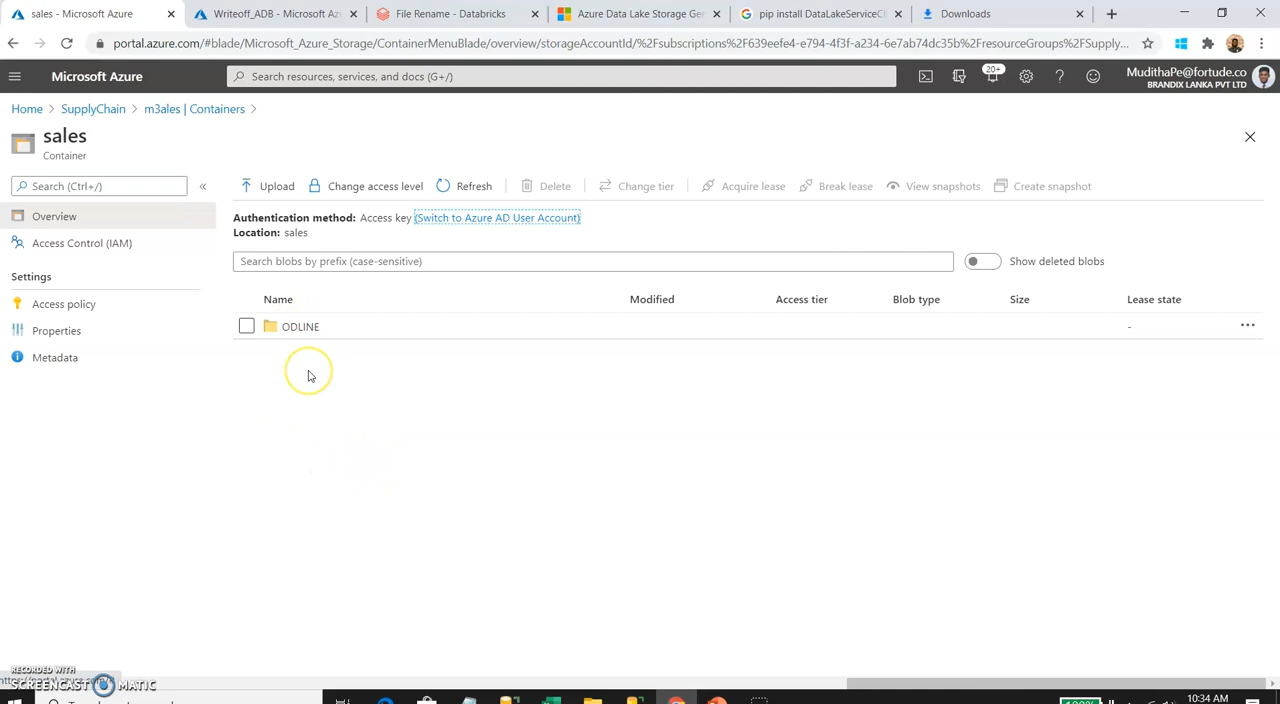 sales - Microsoft Azure
Writeoff_ADB - Microsoft Azu
File Rename - Databricks
Azure Data Lake Storage Gen
pip install DataLakeServiceCl
Downloads
portal.azure.com/#blade/Microsoft_Azure_Storage/ContainerMenuBlade/overview/storageAccountId/%2Fsubscriptions%2F639eefe4-e794-4f3f-a234-6e7ab74dc35b%2FresourceGroups%2FSupply...
Microsoft Azure
Search resources, services, and docs (G+/)
20+
MudithaPe@fortude.co
BRANDIX LANKA PVT LTD
Home > SupplyChain > m3ales | Containers >
sales
Container
Search (Ctrl+/)
Upload Change access level Refresh Delete Change tier Acquire lease Break lease View snapshots Create snapshot
Overview
Access Control (IAM)
Settings
Access policy
Properties
Metadata
Authentication method: Access key (Switch to Azure AD User Account)
Location: sales
Search blobs by prefix (case-sensitive)
Show deleted blobs
Name Modified Access tier Blob type Size Lease state
ODLINE -
RECORDED WITH
SCREENCAST MATIC
10:34 AM